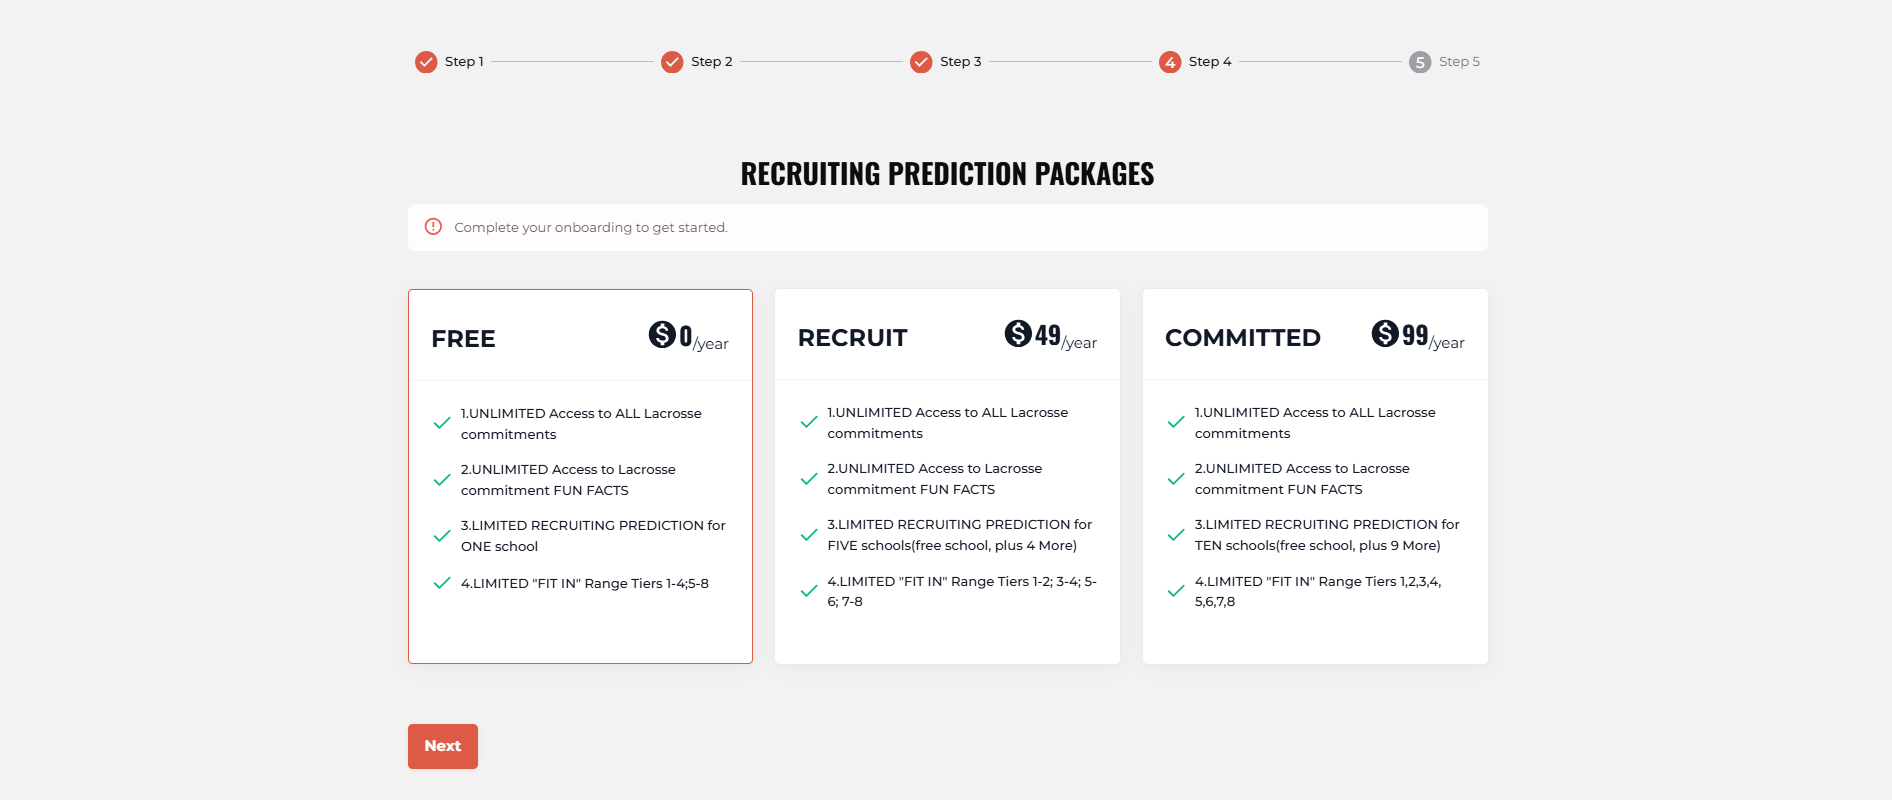 Step 1
Step 2
Step 3
4 Step 4
5 Step 5
RECRUITING PREDICTION PACKAGES
Complete your onboarding to get started.
FREE
$ 0/year
1.UNLIMITED Access to ALL Lacrosse
commitments
2.UNLIMITED Access to Lacrosse
commitment FUN FACTS
3.LIMITED RECRUITING PREDICTION for
ONE school
4.LIMITED "FIT IN" Range Tiers 1-4;5-8
RECRUIT
$ 49/year
1.UNLIMITED Access to ALL Lacrosse
commitments
2.UNLIMITED Access to Lacrosse
commitment FUN FACTS
3.LIMITED RECRUITING PREDICTION for
FIVE schools(free school, plus 4 More)
4.LIMITED "FIT IN" Range Tiers 1-2; 3-4; 5-
6; 7-8
COMMITTED
$ 99/year
1.UNLIMITED Access to ALL Lacrosse
commitments
2.UNLIMITED Access to Lacrosse
commitment FUN FACTS
3.LIMITED RECRUITING PREDICTION for
TEN schools(free school, plus 9 More)
4.LIMITED "FIT IN" Range Tiers 1,2,3,4,
5,6,7,8
Next